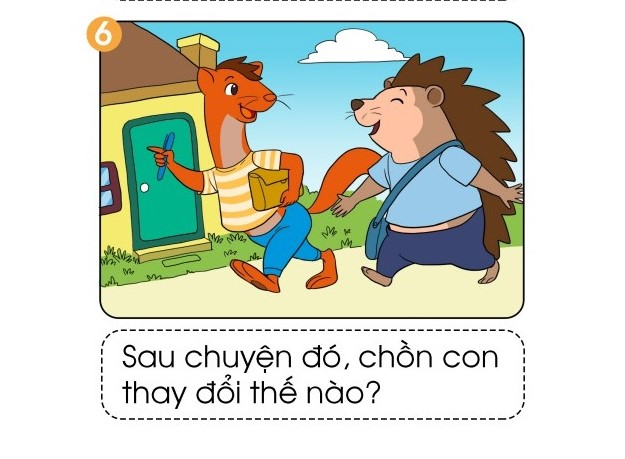 6
Sau chuyện đó, chồn con
thay đổi thế nào?